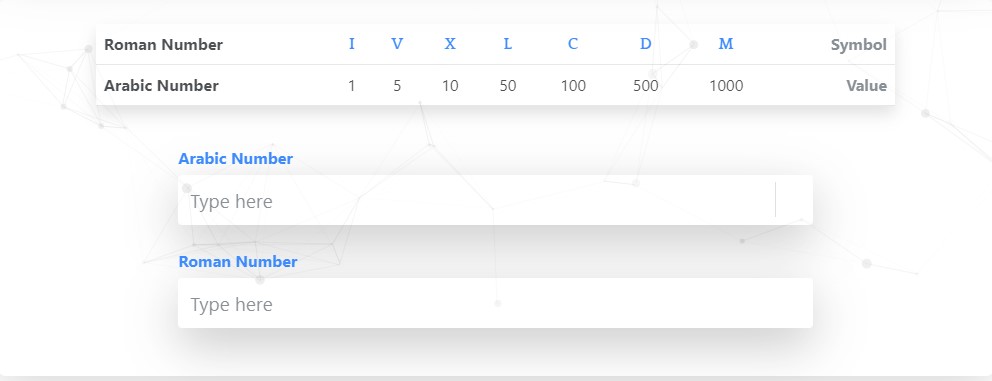 Roman Number I V X L C D M Symbol
Arabic Number 1 5 10 50 100 500 1000 Value
Arabic Number
Type here
Roman Number
Type here